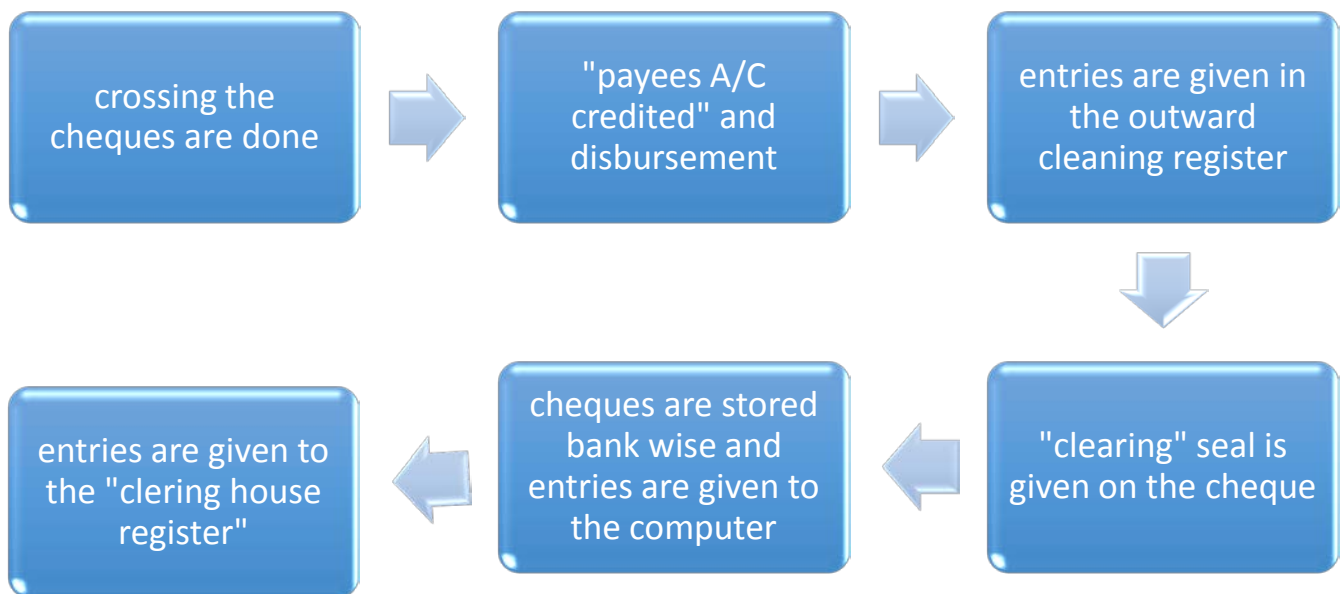 crossing the
cheques are done
"payees A/C
credited" and
disbursement
entries are given in
the outward
cleaning register
"clearing" seal is
given on the cheque
cheques are stored
bank wise and
entries are given to
the computer
entries are given to
the "clering house
register"